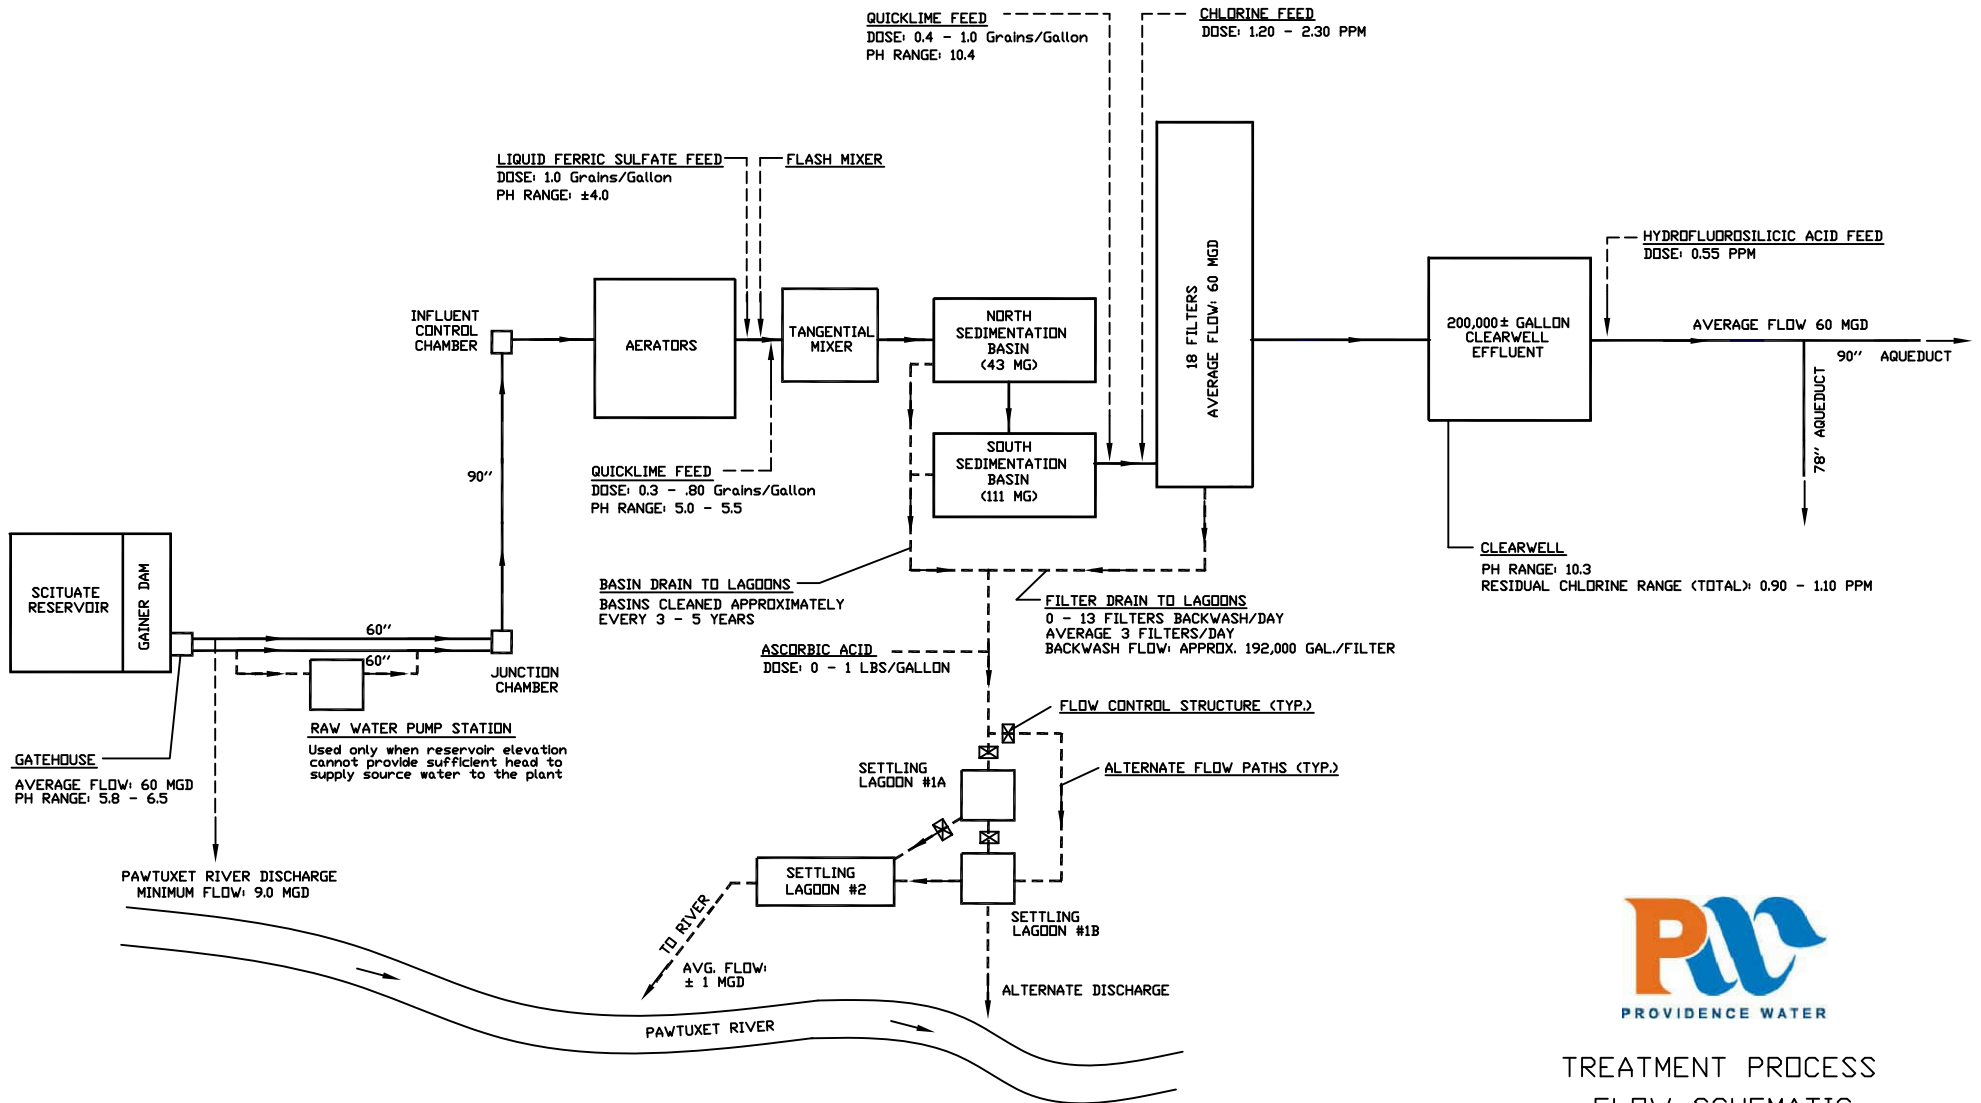 QUICKLIME FEED
DOSE: 0.4 - 1.0 Grains/Gallon
PH RANGE: 10.4
CHLORINE FEED
DOSE: 1.20 - 2.30 PPM
LIQUID FERRIC SULFATE FEED
DOSE: 1.0 Grains/Gallon
PH RANGE: ±4.0
FLASH MIXER
HYDROFLUOROSILICIC ACID FEED
DOSE: 0.55 PPM
INFLUENT
CONTROL
CHAMBER
AERATORS
TANGENTIAL
MIXER
NORTH
SEDIMENTATION
BASIN
(43 MG)
18 FILTERS
AVERAGE FLOW: 60 MGD
200,000± GALLON
CLEARWELL
EFFLUENT
AVERAGE FLOW 60 MGD
90'' AQUEDUCT
78'' AQUEDUCT
SOUTH
SEDIMENTATION
BASIN
(111 MG)
90''
QUICKLIME FEED
DOSE: 0.3 - .80 Grains/Gallon
PH RANGE: 5.0 - 5.5
CLEARWELL
PH RANGE: 10.3
RESIDUAL CHLORINE RANGE (TOTAL): 0.90 - 1.10 PPM
SCITUATE
RESERVOIR
GAINER DAM
BASIN DRAIN TO LAGOONS
BASINS CLEANED APPROXIMATELY
EVERY 3 - 5 YEARS
FILTER DRAIN TO LAGOONS
0 - 13 FILTERS BACKWASH/DAY
AVERAGE 3 FILTERS/DAY
BACKWASH FLOW: APPROX. 192,000 GAL./FILTER
60''
60''
JUNCTION
CHAMBER
ASCORBIC ACID
DOSE: 0 - 1 LBS/GALLON
RAW WATER PUMP STATION
Used only when reservoir elevation
cannot provide sufficient head to
supply source water to the plant
FLOW CONTROL STRUCTURE (TYP.)
GATEHOUSE
AVERAGE FLOW: 60 MGD
PH RANGE: 5.8 - 6.5
SETTLING
LAGOON #1A
ALTERNATE FLOW PATHS (TYP.)
PAWTUXET RIVER DISCHARGE
MINIMUM FLOW: 9.0 MGD
SETTLING
LAGOON #2
SETTLING
LAGOON #1B
TO RIVER
AVG. FLOW:
± 1 MGD
ALTERNATE DISCHARGE
PAWTUXET RIVER
PW
PROVIDENCE WATER
TREATMENT PROCESS
FLOW SCHEMATIC